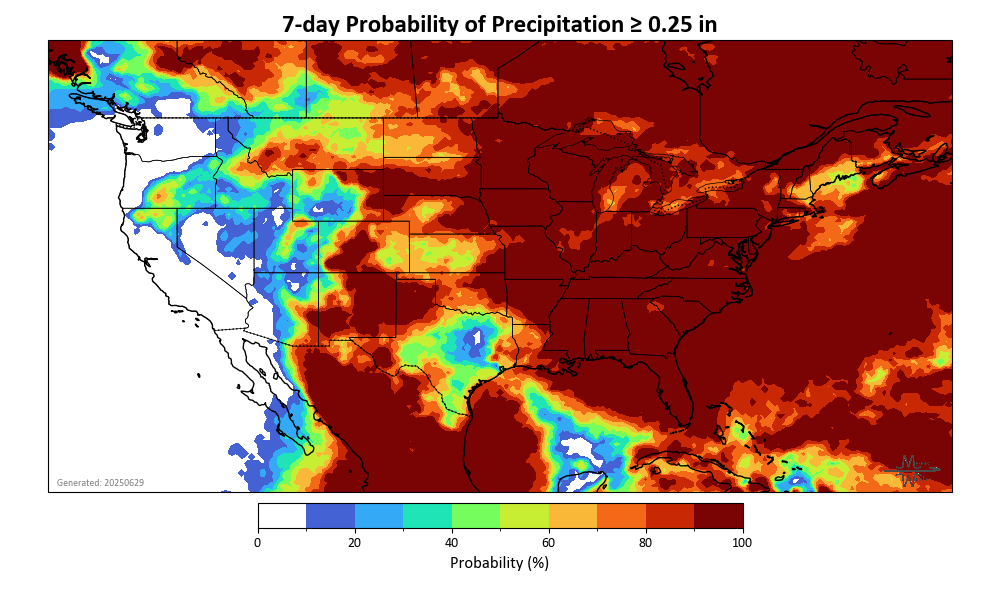 7-day Probability of Precipitation ≥ 0.25 in
Generated: 20250629
0 20 40 60 80 100
Probability (%)